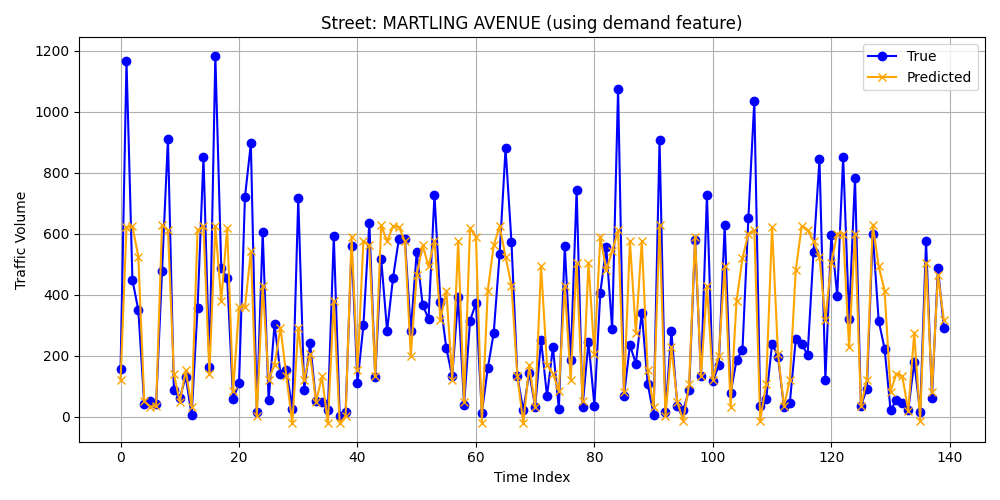 Street: MARTLING AVENUE (using demand feature)
True
Predicted
Traffic Volume
1200
1000
800
600
400
200
0
0 20 40 60 80 100 120 140
Time Index